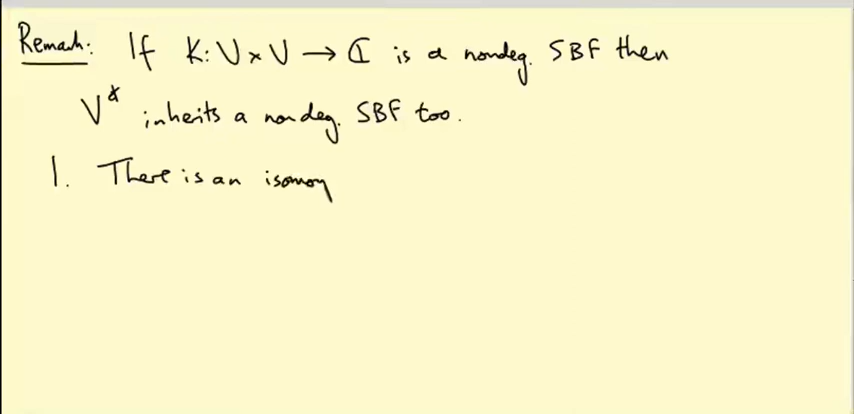 Remark: If K: V × V → ℂ is a nondeg. SBF then
V* inherits a nondeg. SBF too.
1. There is an isomor